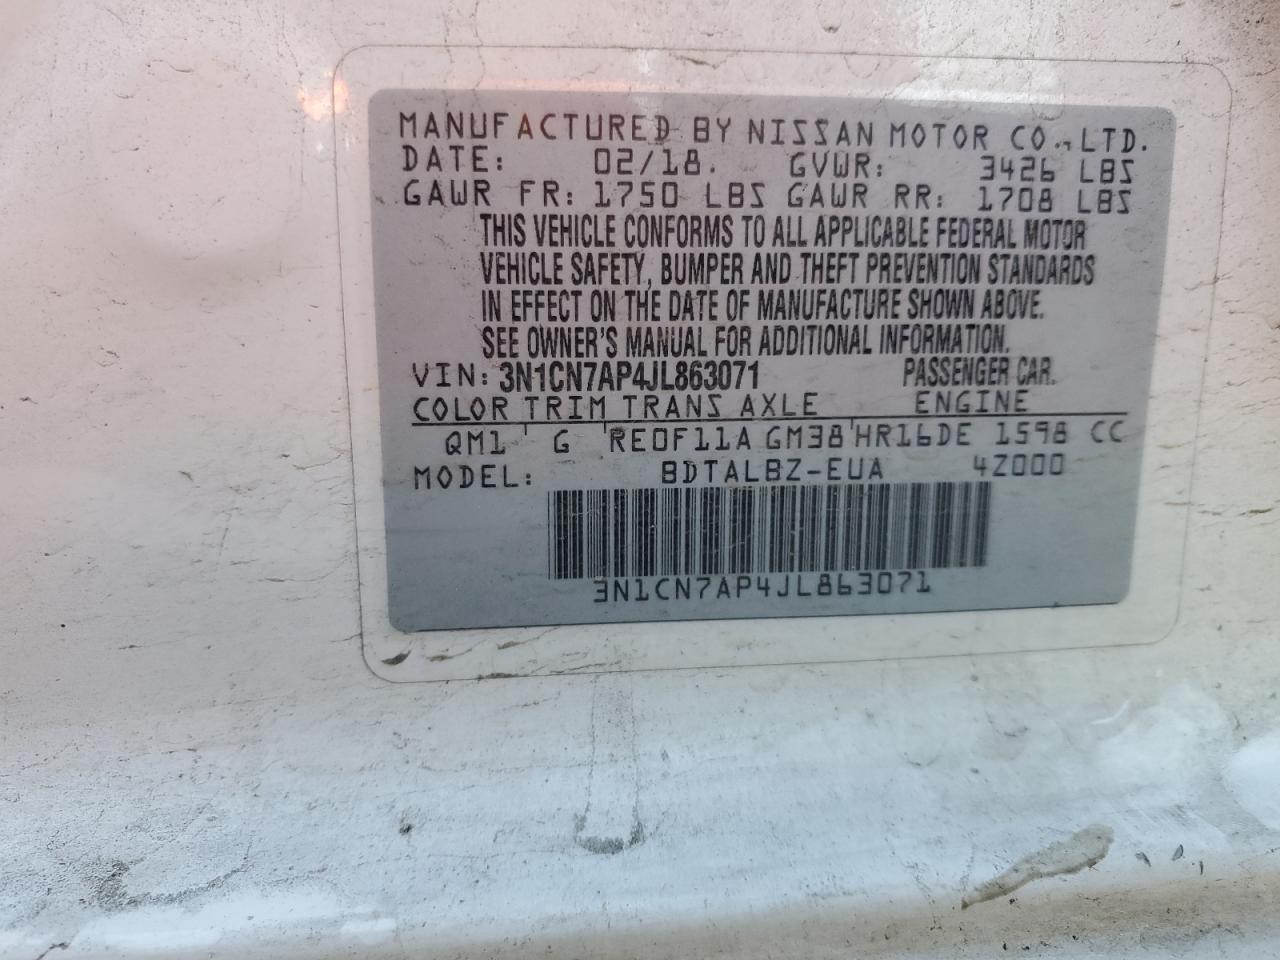 MANUFACTURED BY NISSAN MOTOR CO., LTD.
DATE: 02/18. GVWR: 3426 LBS
GAWR FR: 1750 LBS GAWR RR: 1708 LBS
THIS VEHICLE CONFORMS TO ALL APPLICABLE FEDERAL MOTOR
VEHICLE SAFETY, BUMPER AND THEFT PREVENTION STANDARDS
IN EFFECT ON THE DATE OF MANUFACTURE SHOWN ABOVE.
SEE OWNER'S MANUAL FOR ADDITIONAL INFORMATION.
VIN: 3N1CN7AP4JL863071 PASSENGER CAR.
COLOR TRIM TRANS AXLE ENGINE
QM1 G RE0F11A GM38 HR16DE 1598 CC
MODEL: BDTALBZ-EUA 4Z000
3N1CN7AP4JL863071